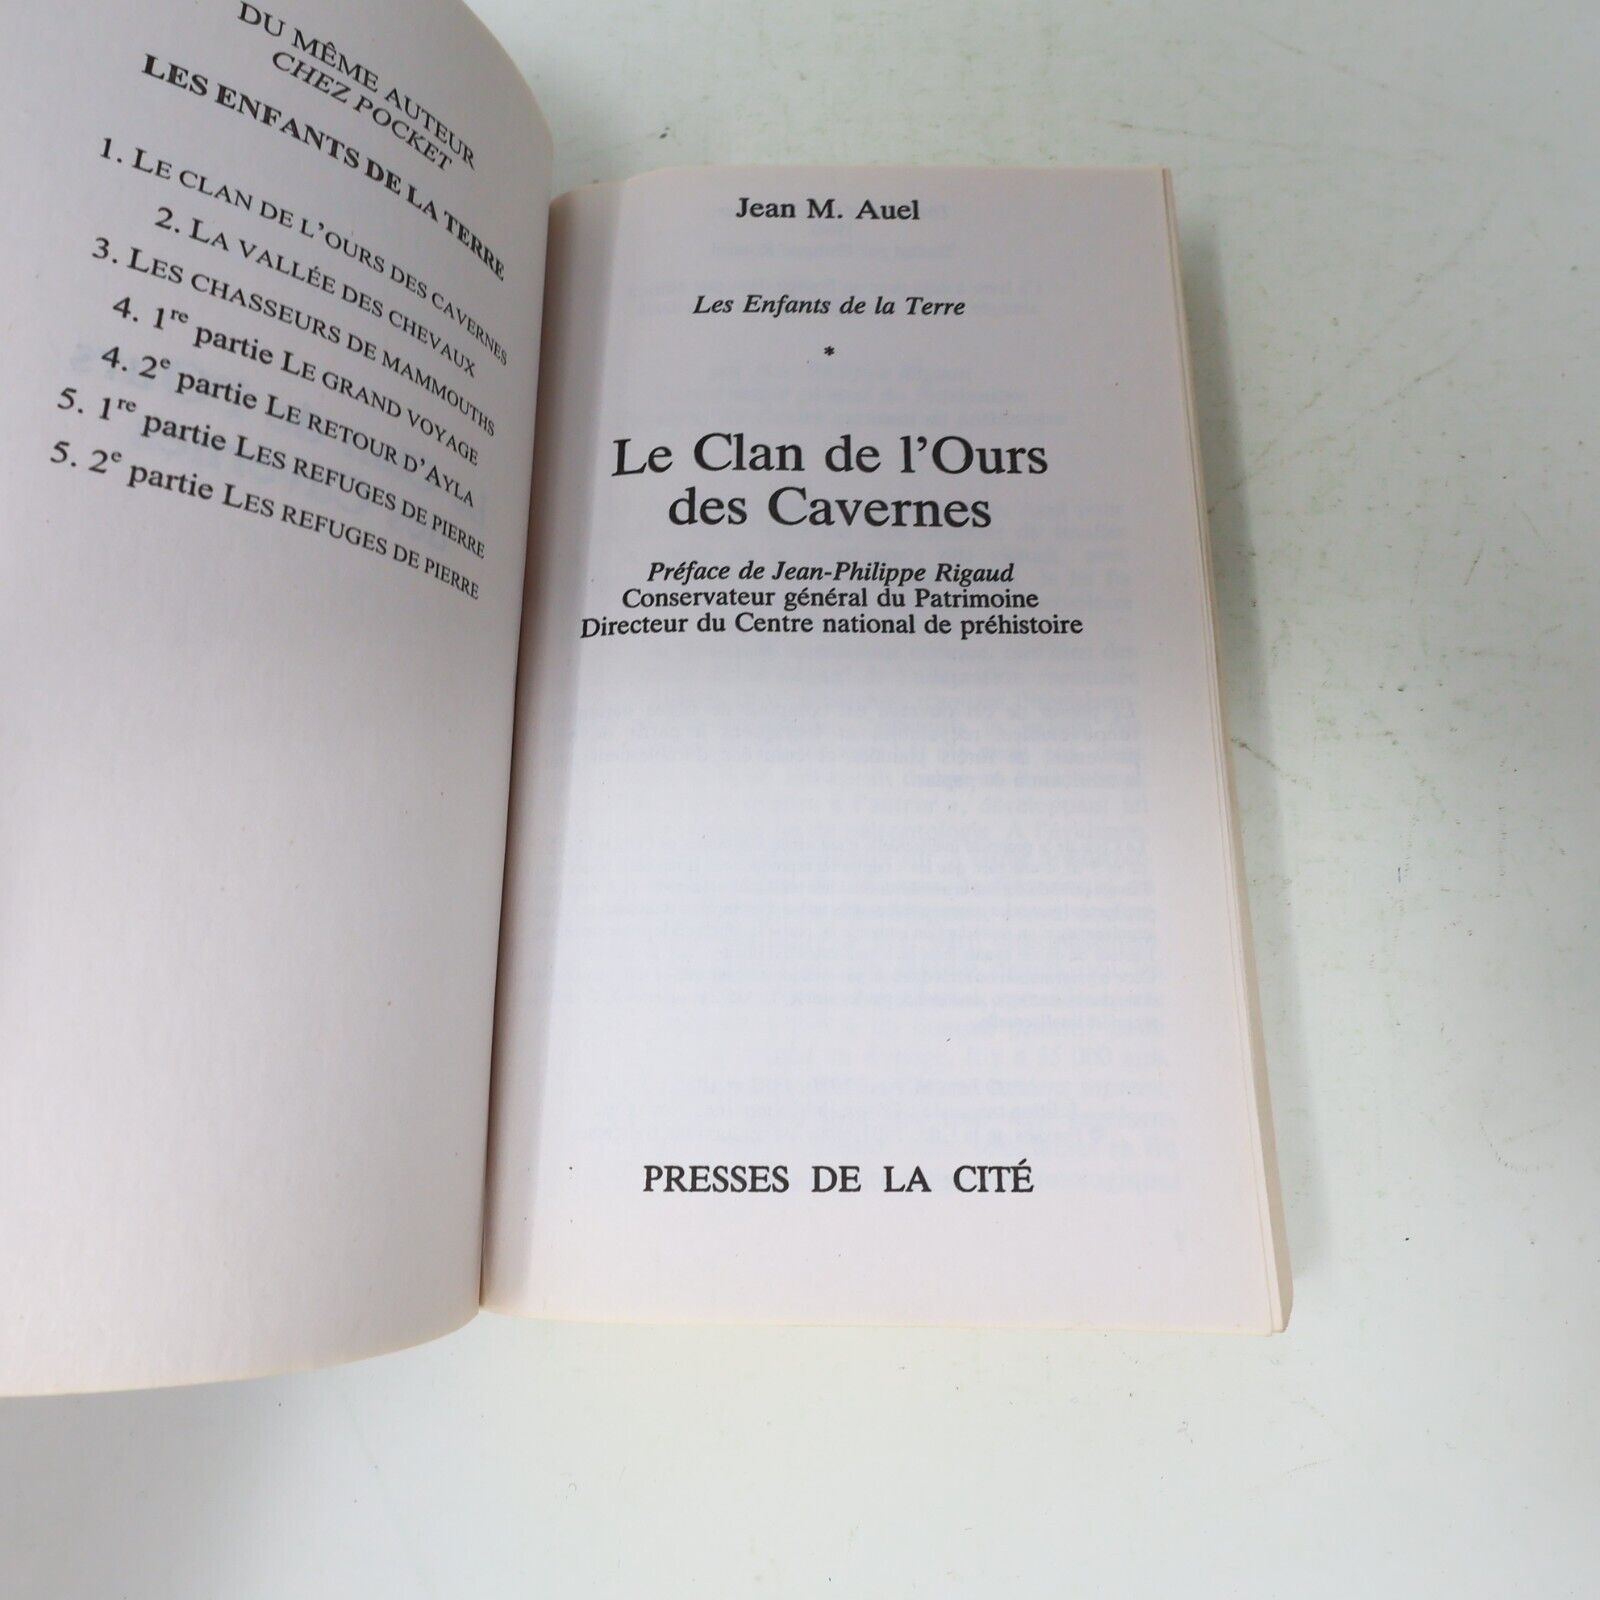 DU MÊME AUTEUR
CHEZ POCKET
LES ENFANTS DE LA TERRE
1. LE CLAN DE L'OURS DES CAVERNES
2. LA VALLÉE DES CHEVAUX
3. LES CHASSEURS DE MAMMOUTHS
4. 1re partie LE GRAND VOYAGE
4. 2e partie LE RETOUR D'AYLA
5. 1re partie LES REFUGES DE PIERRE
5. 2e partie LES REFUGES DE PIERRE
Jean M. Auel
Les Enfants de la Terre
*
Le Clan de l'Ours
des Cavernes
Préface de Jean-Philippe Rigaud
Conservateur général du Patrimoine
Directeur du Centre national de préhistoire
PRESSES DE LA CITÉ